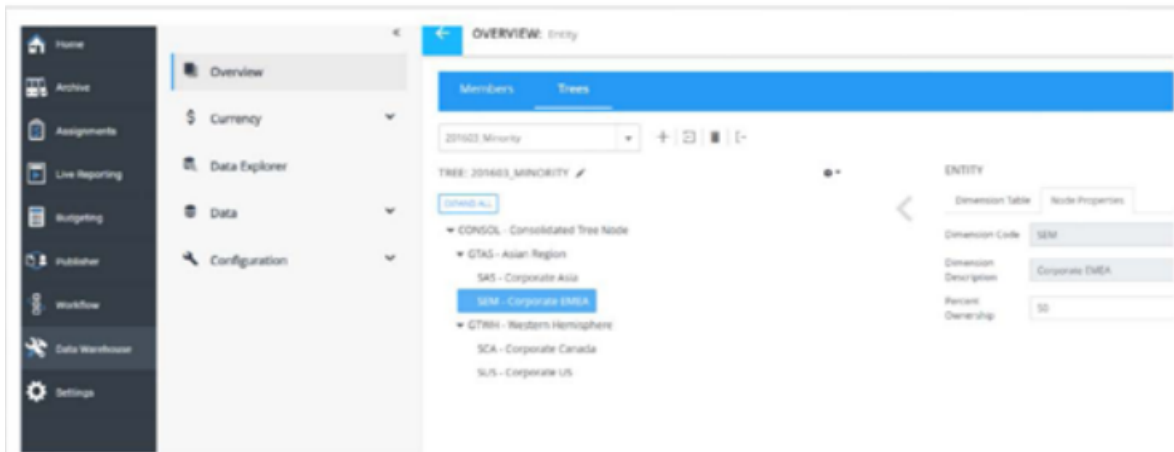 Home
Archive
Assignments
Live Reporting
Budgeting
Publisher
Workflow
Data Warehouse
Settings
«
Overview
Currency
Data Explorer
Data
Configuration
OVERVIEW: Entity
Members Trees
201603_Minority
TREE: 201603_MINORITY
EXPAND ALL
CONSOL - Consolidated Tree Node
GTAS - Asian Region
SAS - Corporate Asia
SEM - Corporate EMEA
GTWH - Western Hemisphere
SCA - Corporate Canada
SUS - Corporate US
ENTITY
Dimension Table Node Properties
Dimension Code SEM
Dimension
Description Corporate EMEA
Percent
Ownership 50